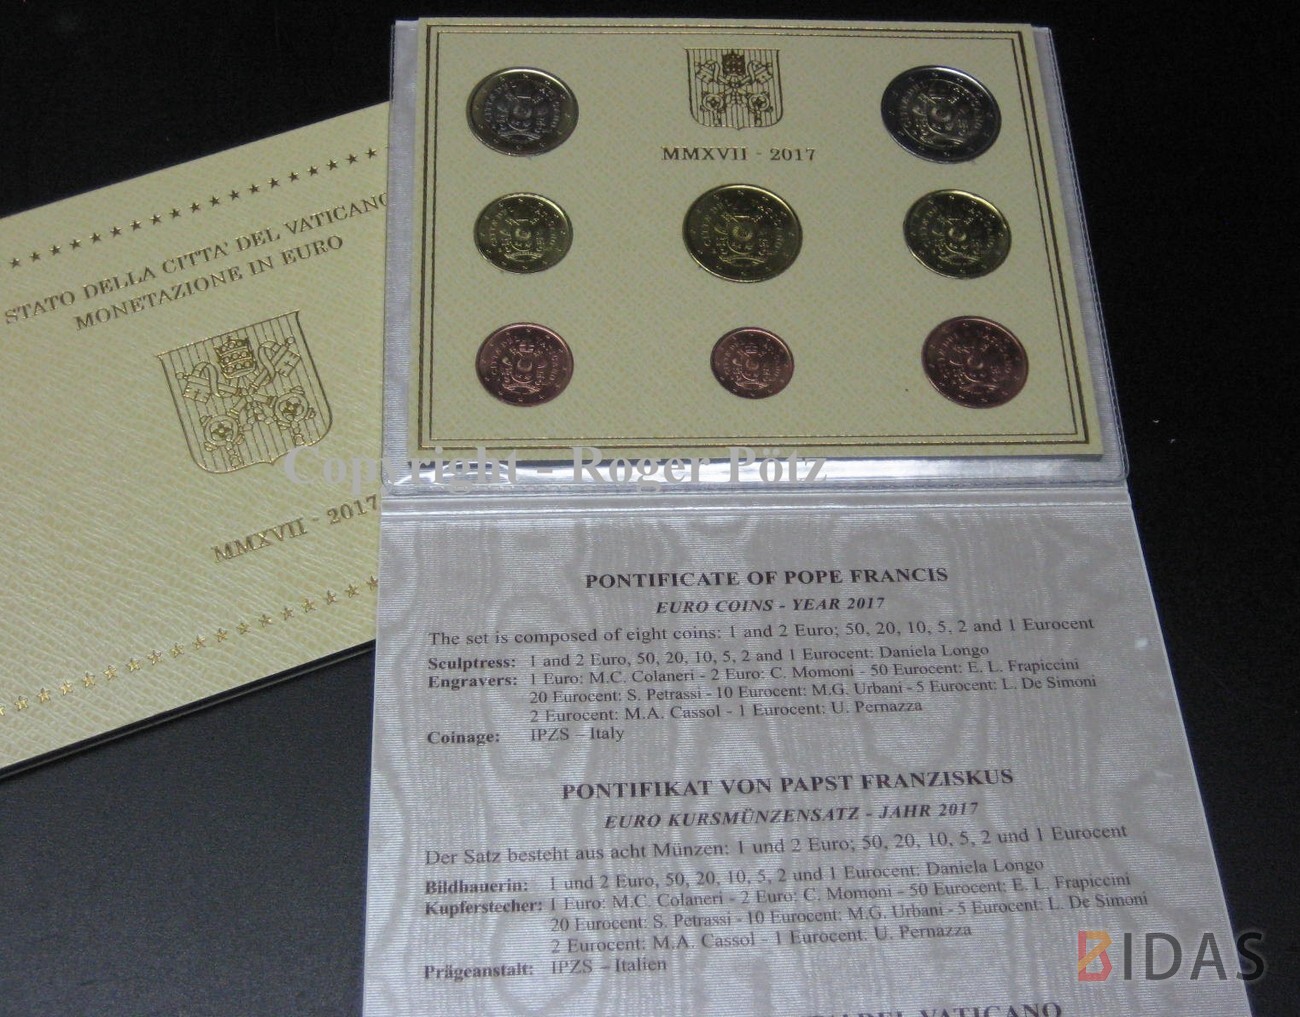 STATO DELLA CITTA' DEL VATICANO
MONETAZIONE IN EURO
MMXVII - 2017
MMXVII - 2017
Copyright - Roger Pötz
PONTIFICATE OF POPE FRANCIS
EURO COINS - YEAR 2017
The set is composed of eight coins: 1 and 2 Euro; 50, 20, 10, 5, 2 and 1 Eurocent
Sculptress: 1 and 2 Euro, 50, 20, 10, 5, 2 and 1 Eurocent: Daniela Longo
Engravers: 1 Euro: M.C. Colaneri - 2 Euro: C. Momoni - 50 Eurocent: E. L. Frapiccini
20 Eurocent: S. Petrassi - 10 Eurocent: M.G. Urbani - 5 Eurocent: L. De Simoni
2 Eurocent: M.A. Cassol - 1 Eurocent: U. Pernazza
Coinage: IPZS – Italy
PONTIFIKAT VON PAPST FRANZISKUS
EURO KURSMÜNZENSATZ - JAHR 2017
Der Satz besteht aus acht Münzen: 1 und 2 Euro; 50, 20, 10, 5, 2 und 1 Eurocent
Bildhauerin: 1 und 2 Euro, 50, 20, 10, 5, 2 und 1 Eurocent: Daniela Longo
Kupferstecher: 1 Euro: M.C. Colaneri - 2 Euro: C. Momoni - 50 Eurocent: E. L. Frapiccini
20 Eurocent: S. Petrassi - 10 Eurocent: M.G. Urbani - 5 Eurocent: L. De Simoni
2 Eurocent: M.A. Cassol - 1 Eurocent: U. Pernazza
Prägeanstalt: IPZS – Italien
DEL VATICANO
BIDAS